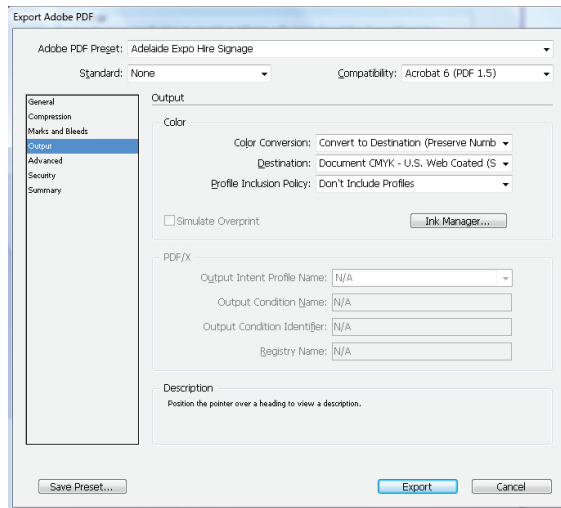 Export Adobe PDF
Adobe PDF Preset: Adelaide Expo Hire Signage
Standard: None Compatibility: Acrobat 6 (PDF 1.5)
General
Compression
Marks and Bleeds
Output
Advanced
Security
Summary
Output
Color
Color Conversion: Convert to Destination (Preserve Numb
Destination: Document CMYK - U.S. Web Coated (S
Profile Inclusion Policy: Don't Include Profiles
Simulate Overprint Ink Manager...
PDF/X
Output Intent Profile Name: N/A
Output Condition Name: N/A
Output Condition Identifier: N/A
Registry Name: N/A
Description
Position the pointer over a heading to view a description.
Save Preset... Export Cancel